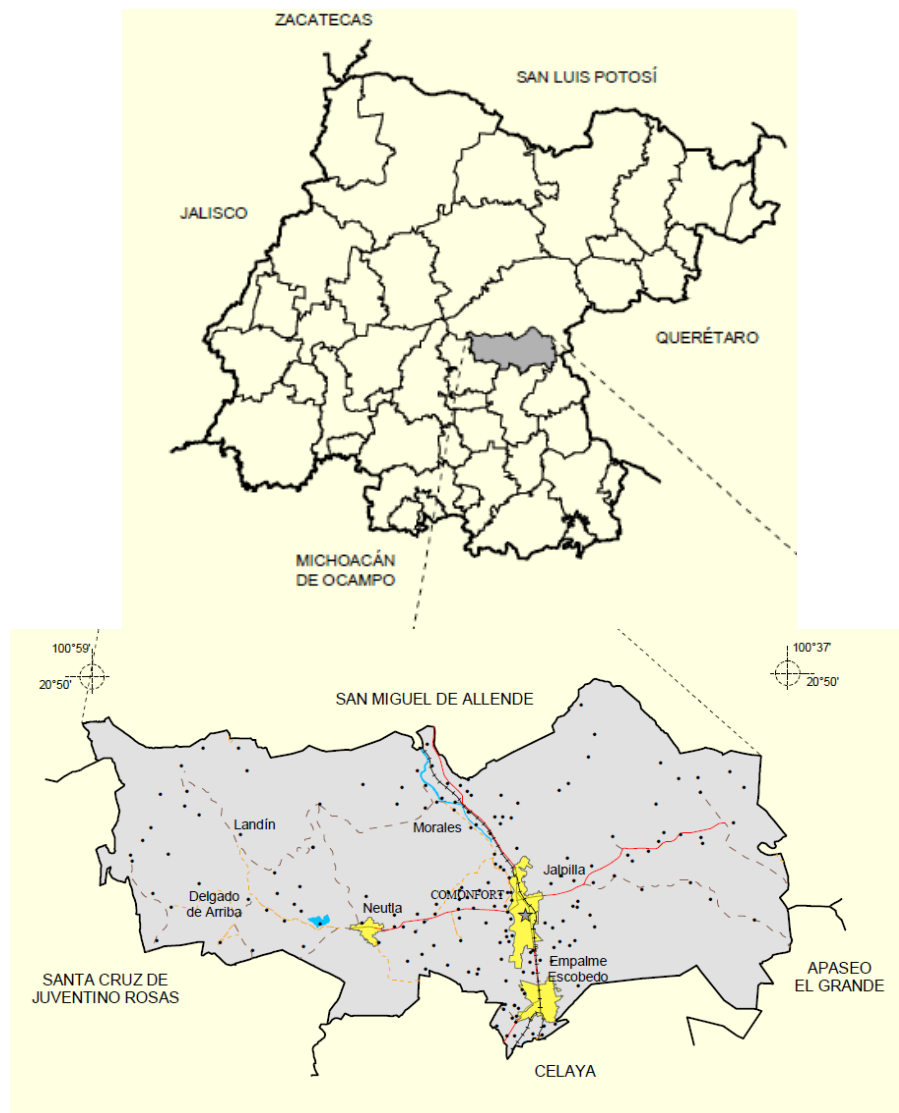 ZACATECAS
SAN LUIS POTOSÍ
JALISCO
QUERÉTARO
MICHOACÁN
DE OCAMPO
100°59'
20°50'
100°37'
20°50'
SAN MIGUEL DE ALLENDE
Landín
Morales
Jalpilla
Delgado
de Arriba
Neutla
COMONFORT
Empalme
Escobedo
SANTA CRUZ DE
JUVENTINO ROSAS
APASEO
EL GRANDE
CELAYA